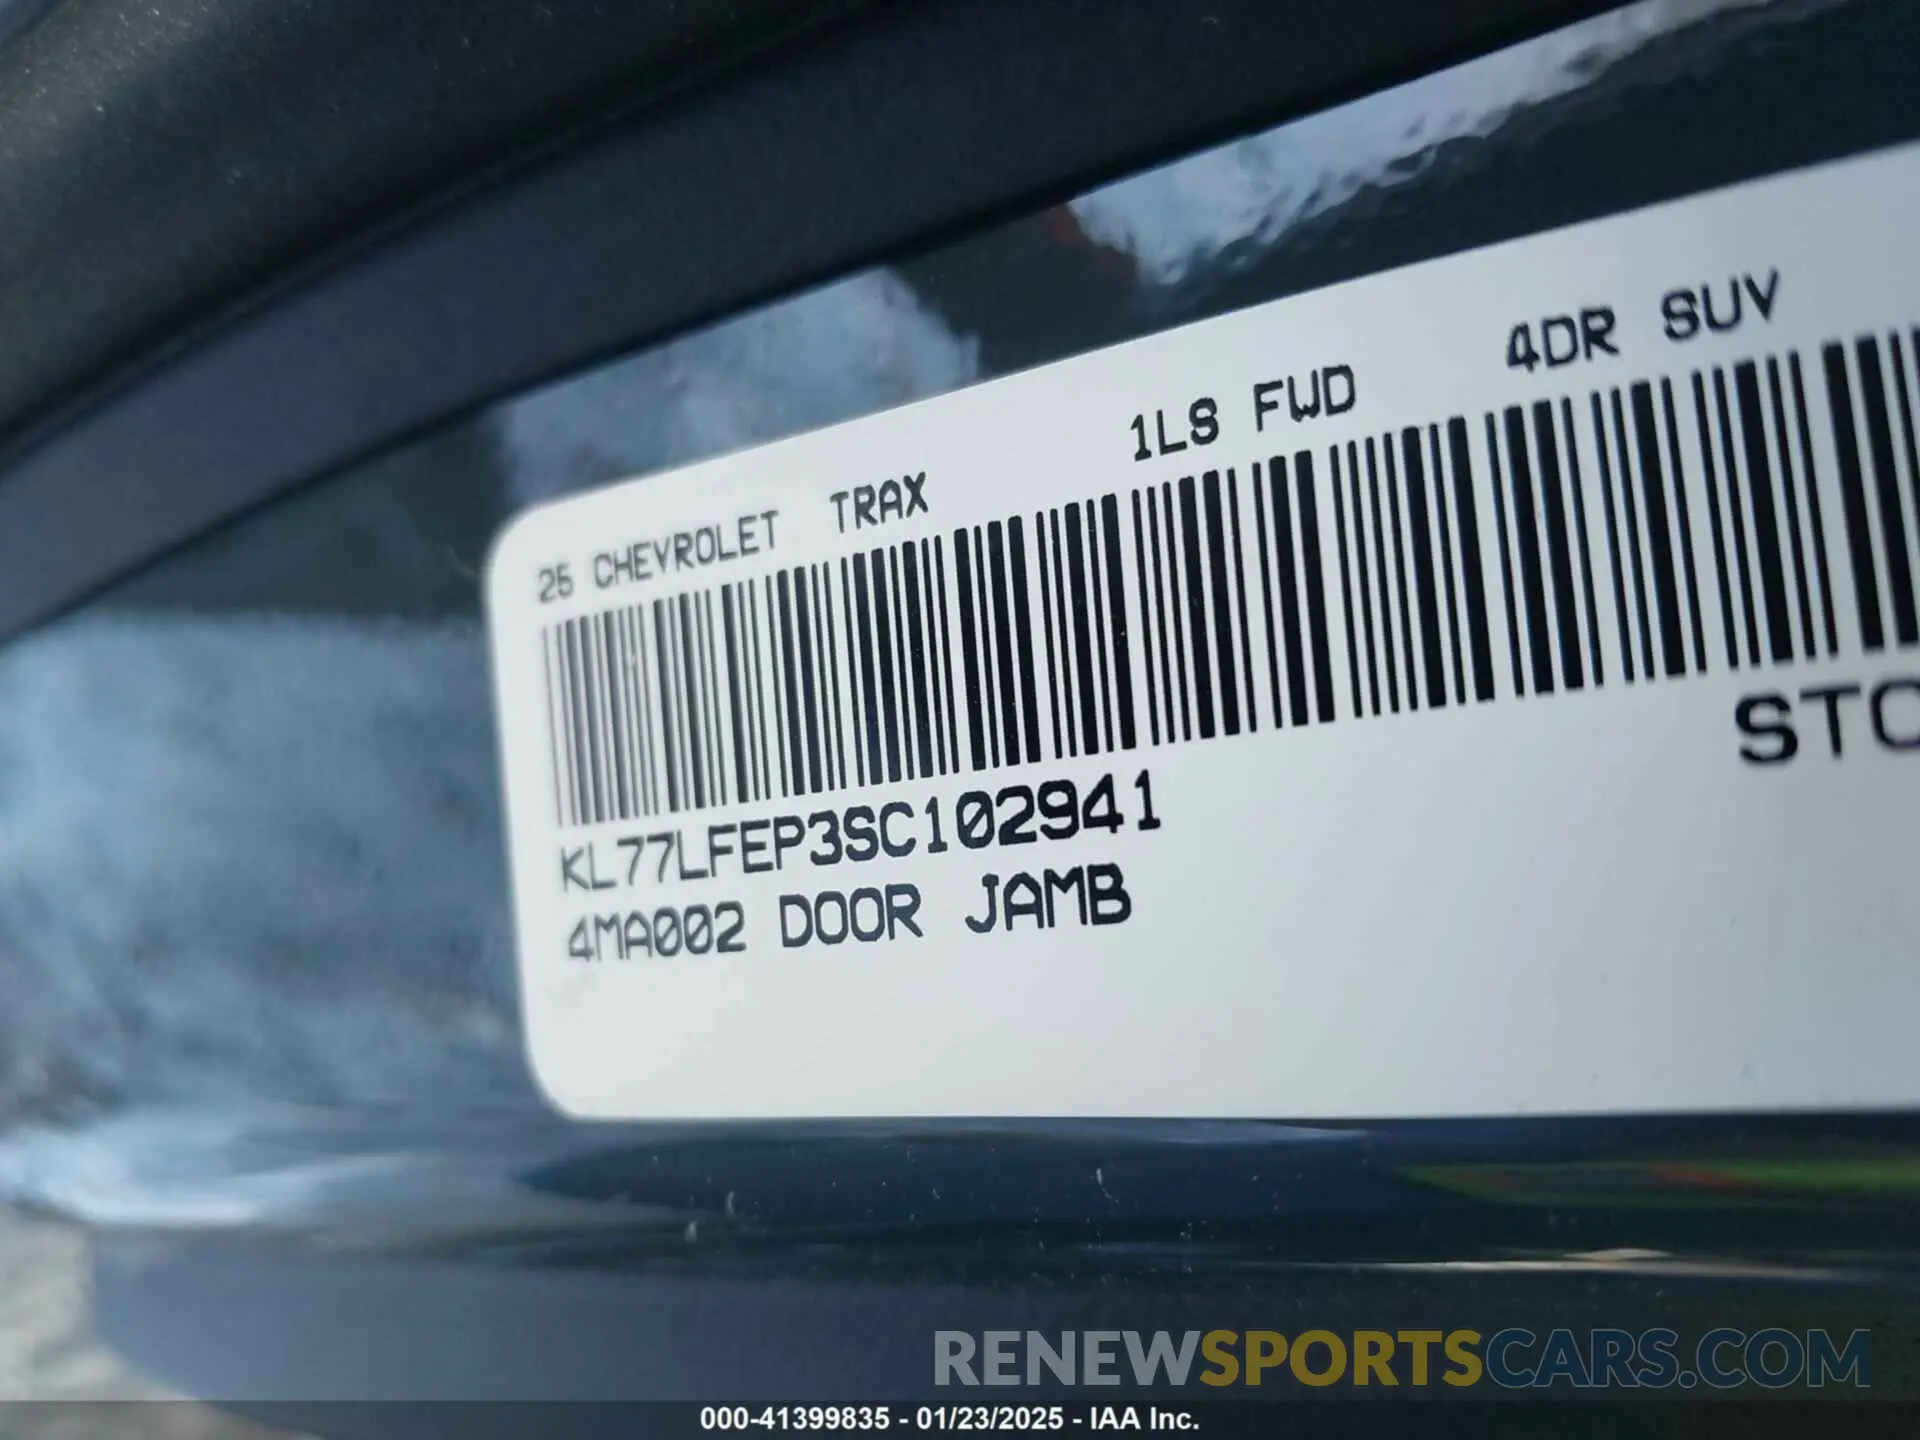 25 CHEVROLET TRAX 1LS FWD 4DR SUV
KL77LFEP3SC102941
STO
4MA002 DOOR JAMB
RENEWSPORTSCARS.COM
000-41399835 - 01/23/2025 - IAA Inc.